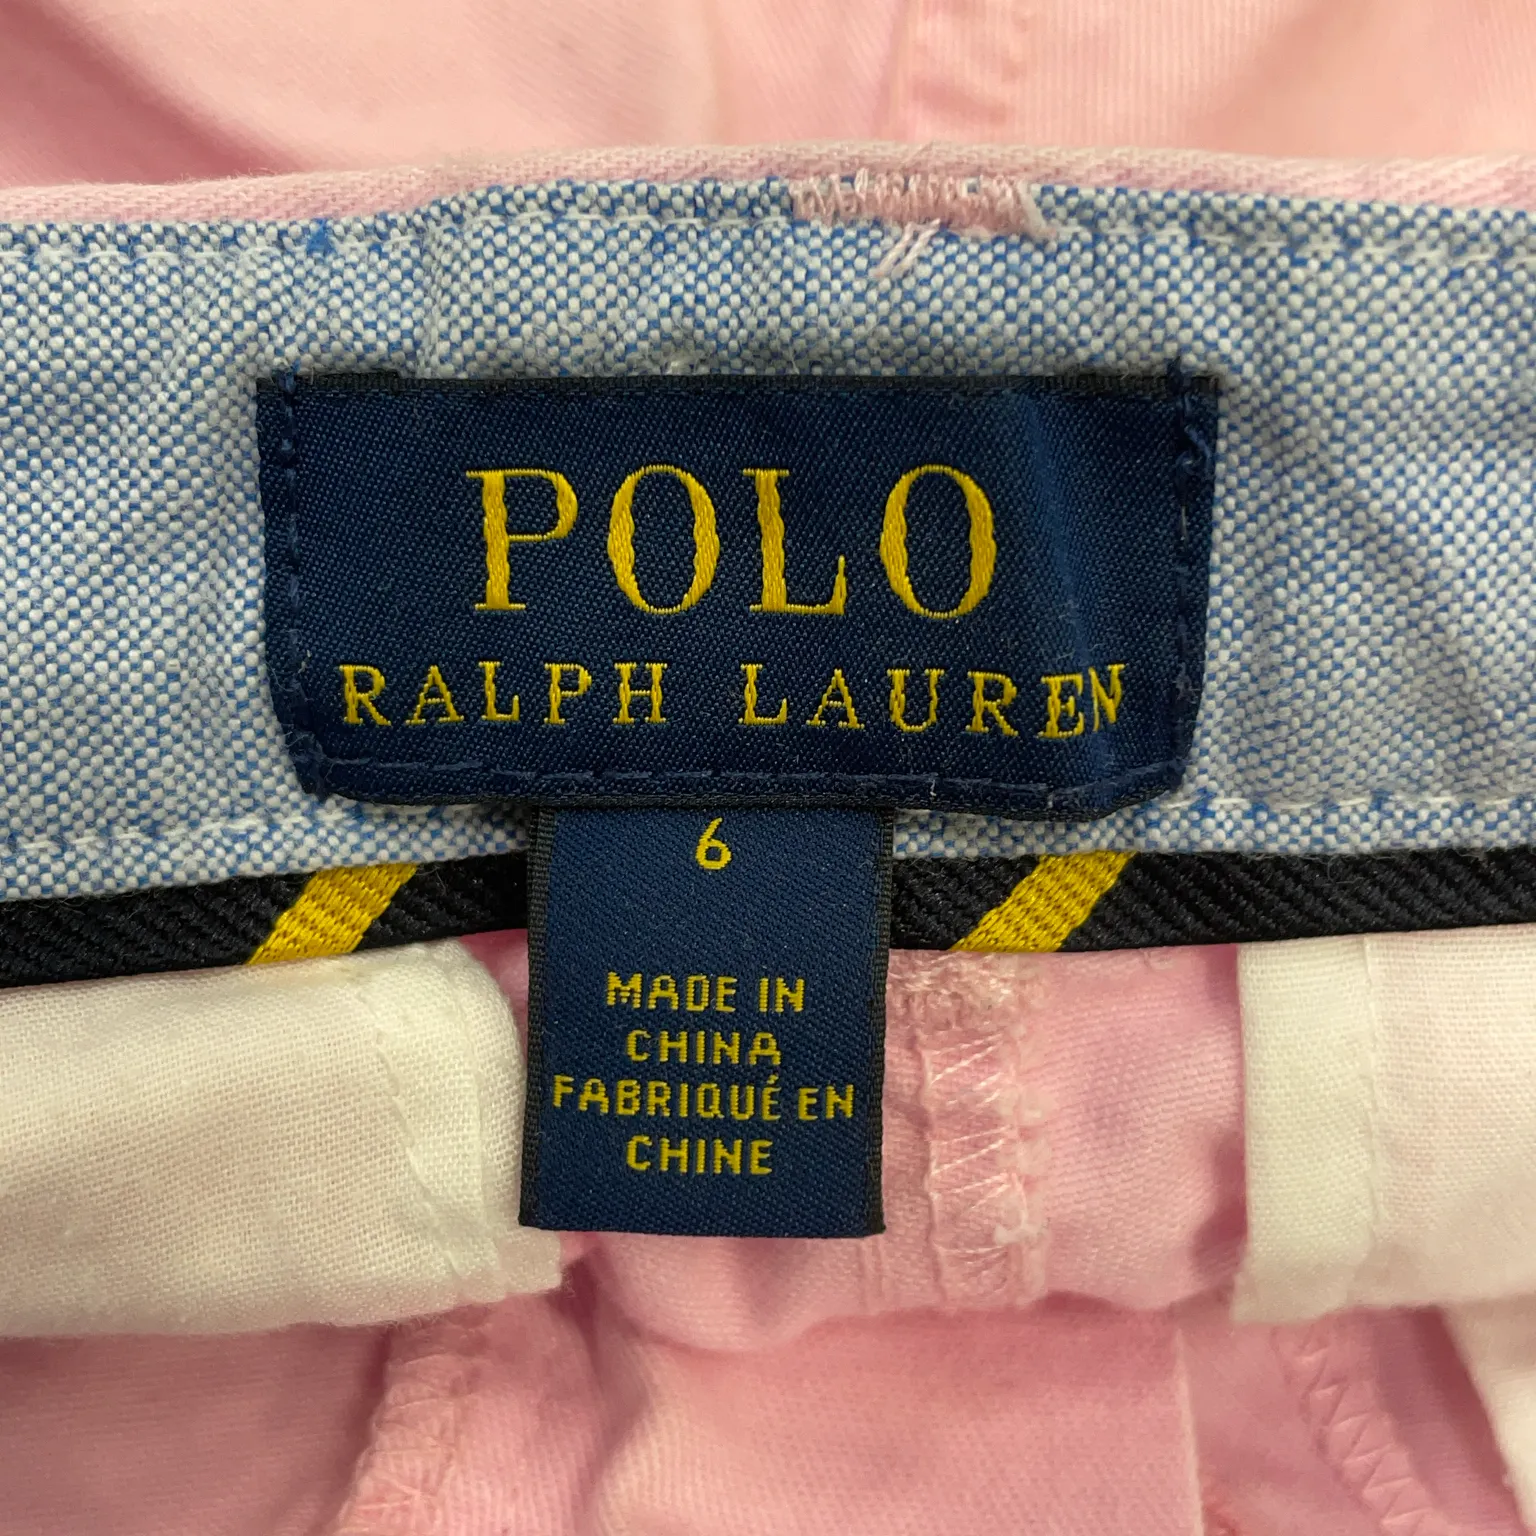 POLO
RALPH LAUREN
6
MADE IN
CHINA
FABRIQUÉ EN
CHINE